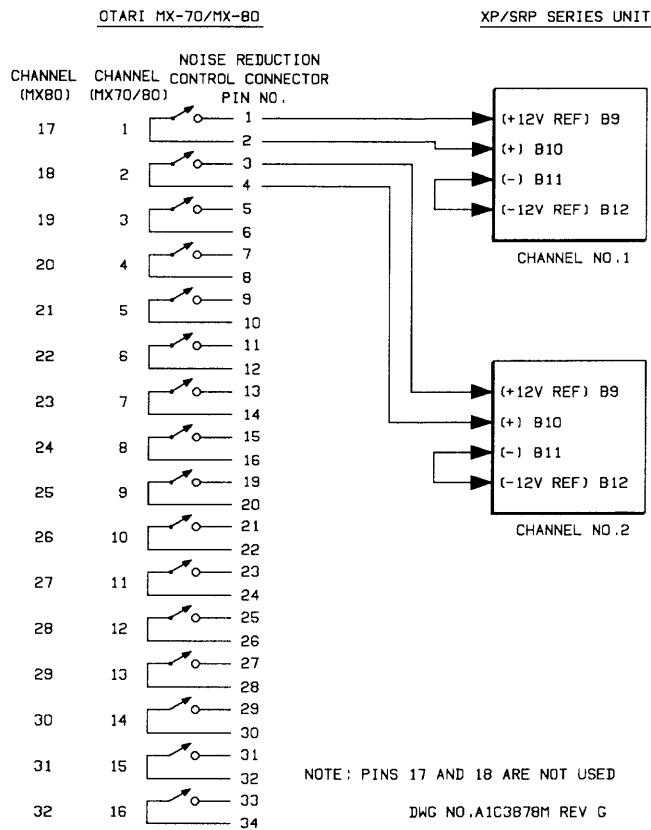 OTARI MX-70/MX-80
XP/SRP SERIES UNIT
NOISE REDUCTION
CHANNEL CHANNEL CONTROL CONNECTOR
(MX80) (MX70/80) PIN NO.
17 1 1
2
18 2 3
4
19 3 5
6
20 4 7
8
21 5 9
10
22 6 11
12
23 7 13
14
24 8 15
16
25 9 19
20
26 10 21
22
27 11 23
24
28 12 25
26
29 13 27
28
30 14 29
30
31 15 31
32
32 16 33
34
(+12V REF) B9
(+) B10
(-) B11
(-12V REF) B12
CHANNEL NO.1
(+12V REF) B9
(+) B10
(-) B11
(-12V REF) B12
CHANNEL NO.2
NOTE: PINS 17 AND 18 ARE NOT USED
DWG NO.A1C3878M REV G